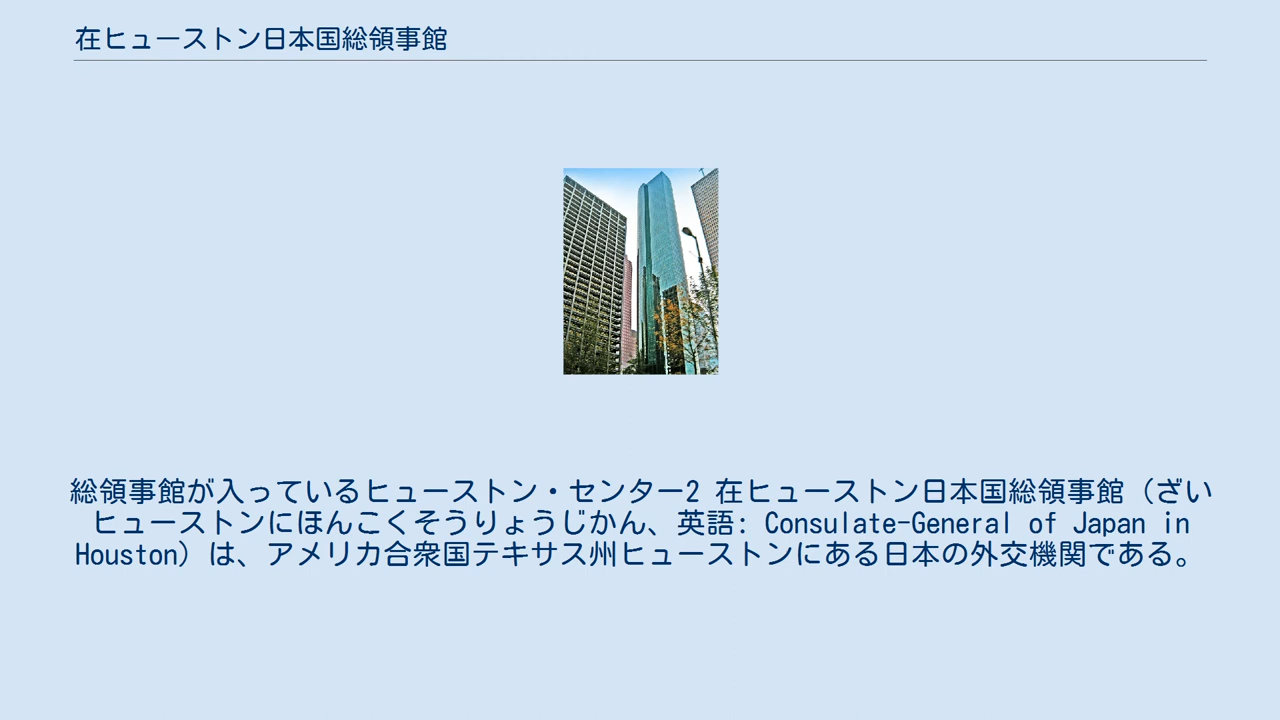 在ヒューストン日本国総領事館
総領事館が入っているヒューストン・センター2 在ヒューストン日本国総領事館（ざい
ヒューストンにほんこくそうりょうじかん、英語: Consulate-General of Japan in
Houston）は、アメリカ合衆国テキサス州ヒューストンにある日本の外交機関である。